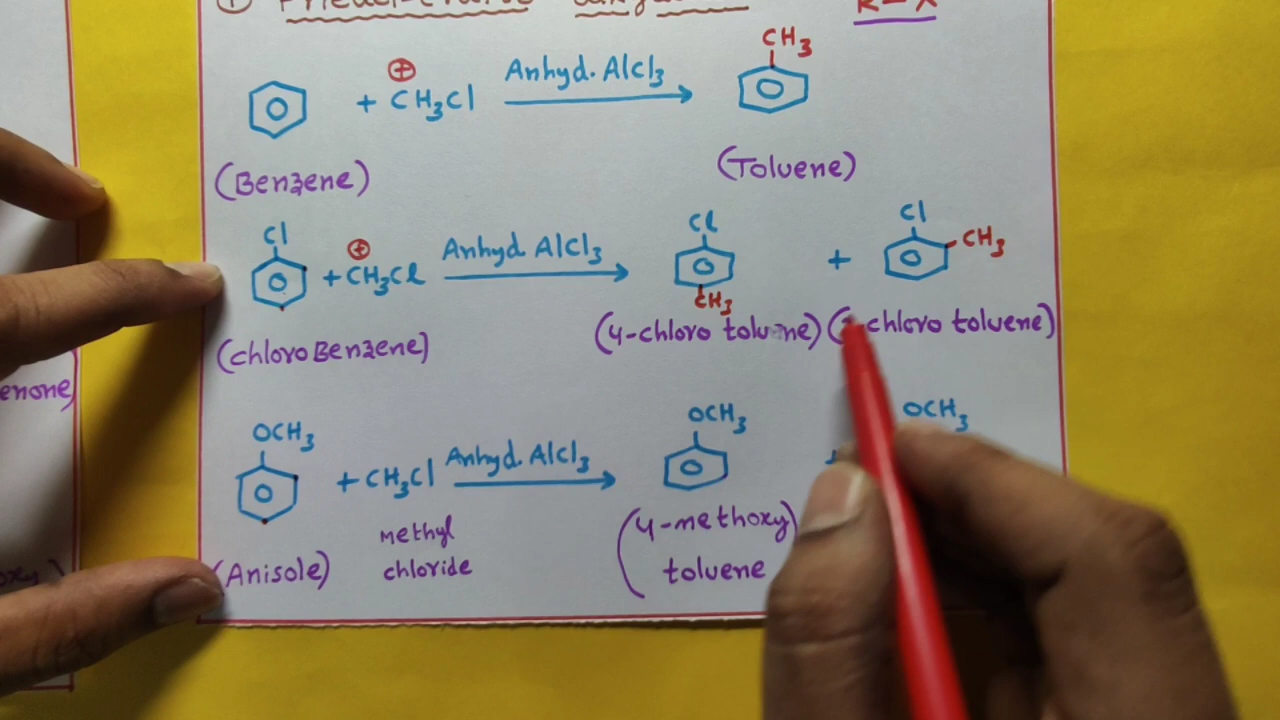 R-X
CH3
⊕
+ CH3Cl Anhyd. AlCl3
(Benzene) (Toluene)
Cl Cl Cl
⊕
+ CH3Cl Anhyd. AlCl3 + CH3
CH3
(chloro Benzene) (4-chloro toluene) chloro toluene)
OCH3 OCH3 OCH3
+ CH3Cl Anhyd. AlCl3
methyl (4-methoxy)
(Anisole) chloride toluene
enone)